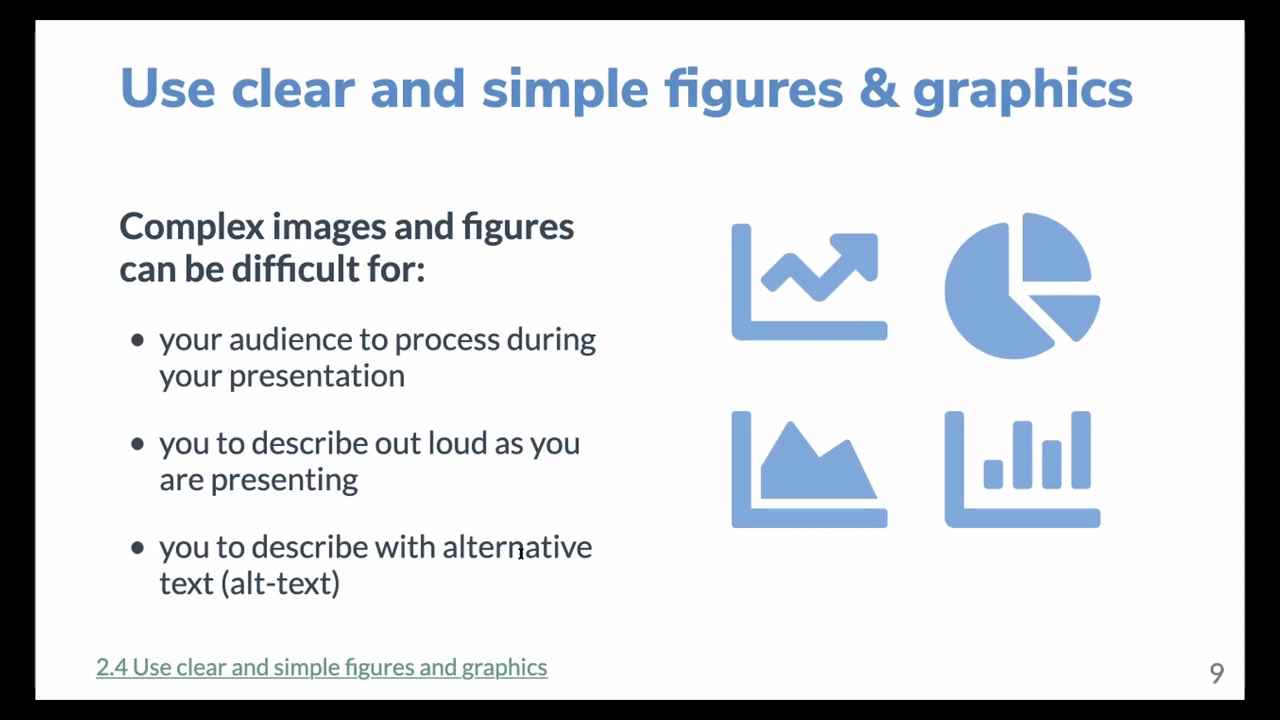 Use clear and simple figures & graphics
Complex images and figures
can be difficult for:
• your audience to process during
your presentation
• you to describe out loud as you
are presenting
• you to describe with alternative
text (alt-text)
2.4 Use clear and simple figures and graphics
9